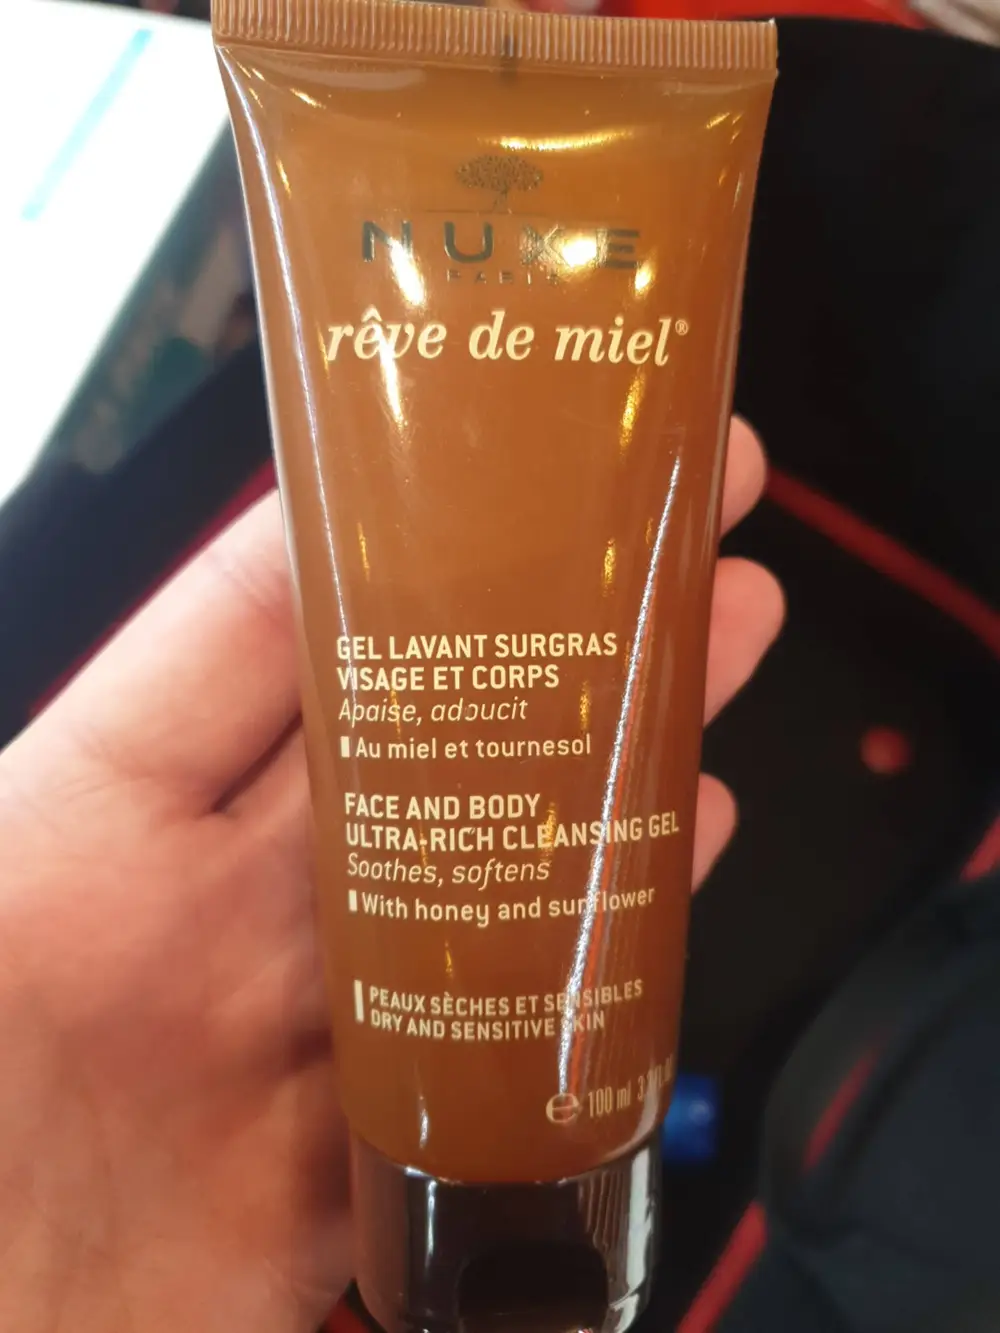 NUXE
PARIS
rêve de miel®
GEL LAVANT SURGRAS
VISAGE ET CORPS
Apaise, adoucit
Au miel et tournesol
FACE AND BODY
ULTRA-RICH CLEANSING GEL
Soothes, softens
With honey and sunflower
PEAUX SÈCHES ET SENSIBLES
DRY AND SENSITIVE SKIN
℮ 100 ml